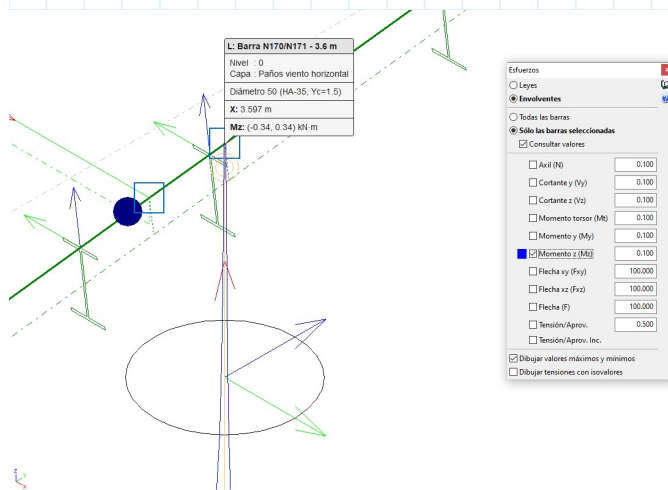 L: Barra N170/N171 - 3.6 m
Nivel : 0
Capa : Paños viento horizontal
Diámetro 50 (HA-35, Yc=1.5)
X: 3.597 m
Mz: (-0.34, 0.34) kN·m
Esfuerzos
Leyes
Envolventes
Todas las barras
Sólo las barras seleccionadas
Consultar valores
Axil (N) 0.100
Cortante y (Vy) 0.100
Cortante z (Vz) 0.100
Momento torsor (Mt) 0.100
Momento y (My) 0.100
Momento z (Mz) 0.100
Flecha xy (Fxy) 100.000
Flecha xz (Fxz) 100.000
Flecha (F) 100.000
Tensión/Aprov. 0.500
Tensión/Aprov. Inc.
Dibujar valores máximos y mínimos
Dibujar tensiones con isovalores
Z
Y
X